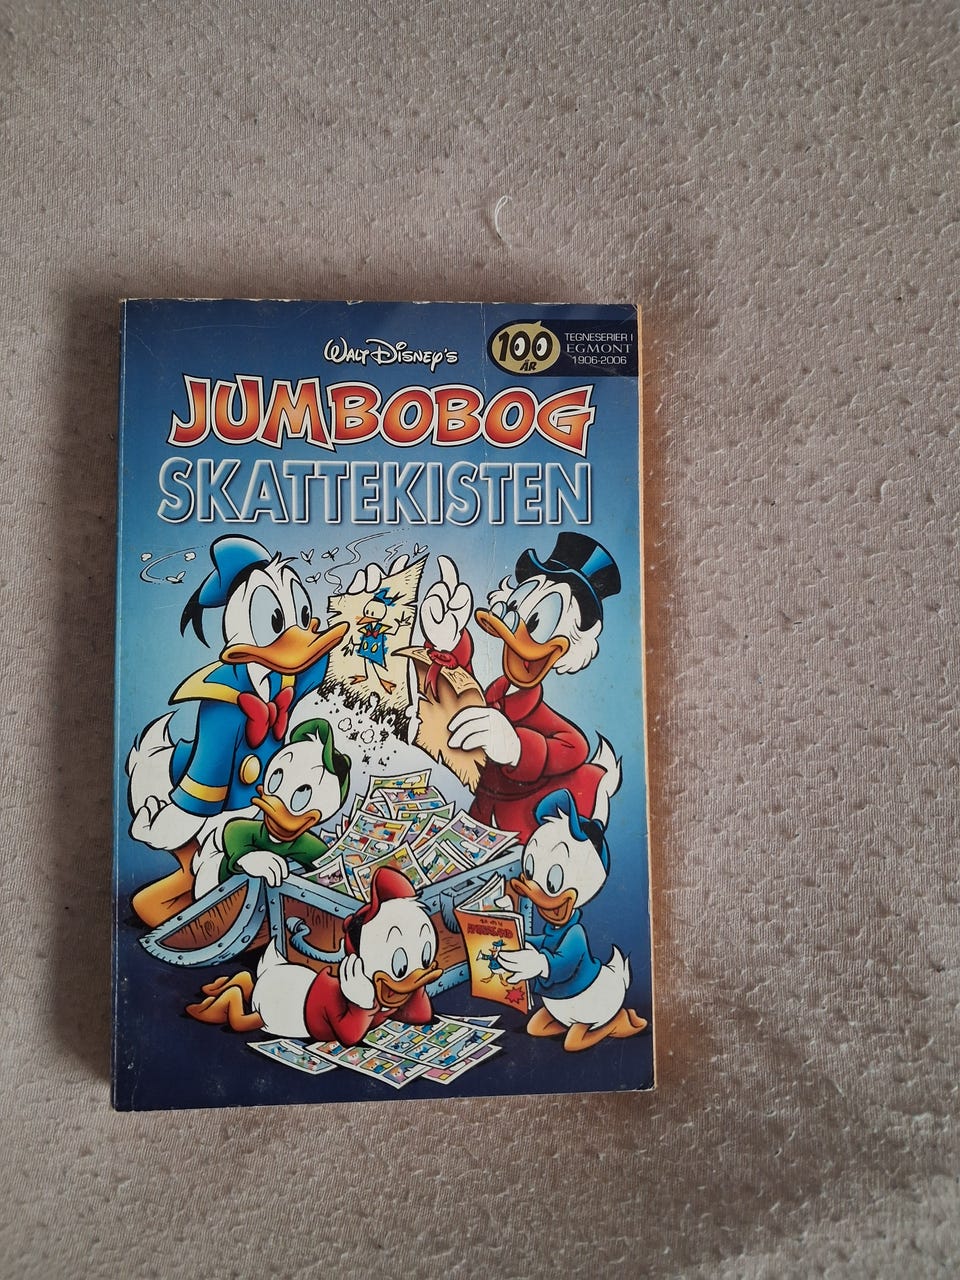 WALT DISNEY'S
100
ÅR
TEGNESERIER I
EGMONT
1906-2006
JUMBOBOG
SKATTEKISTEN